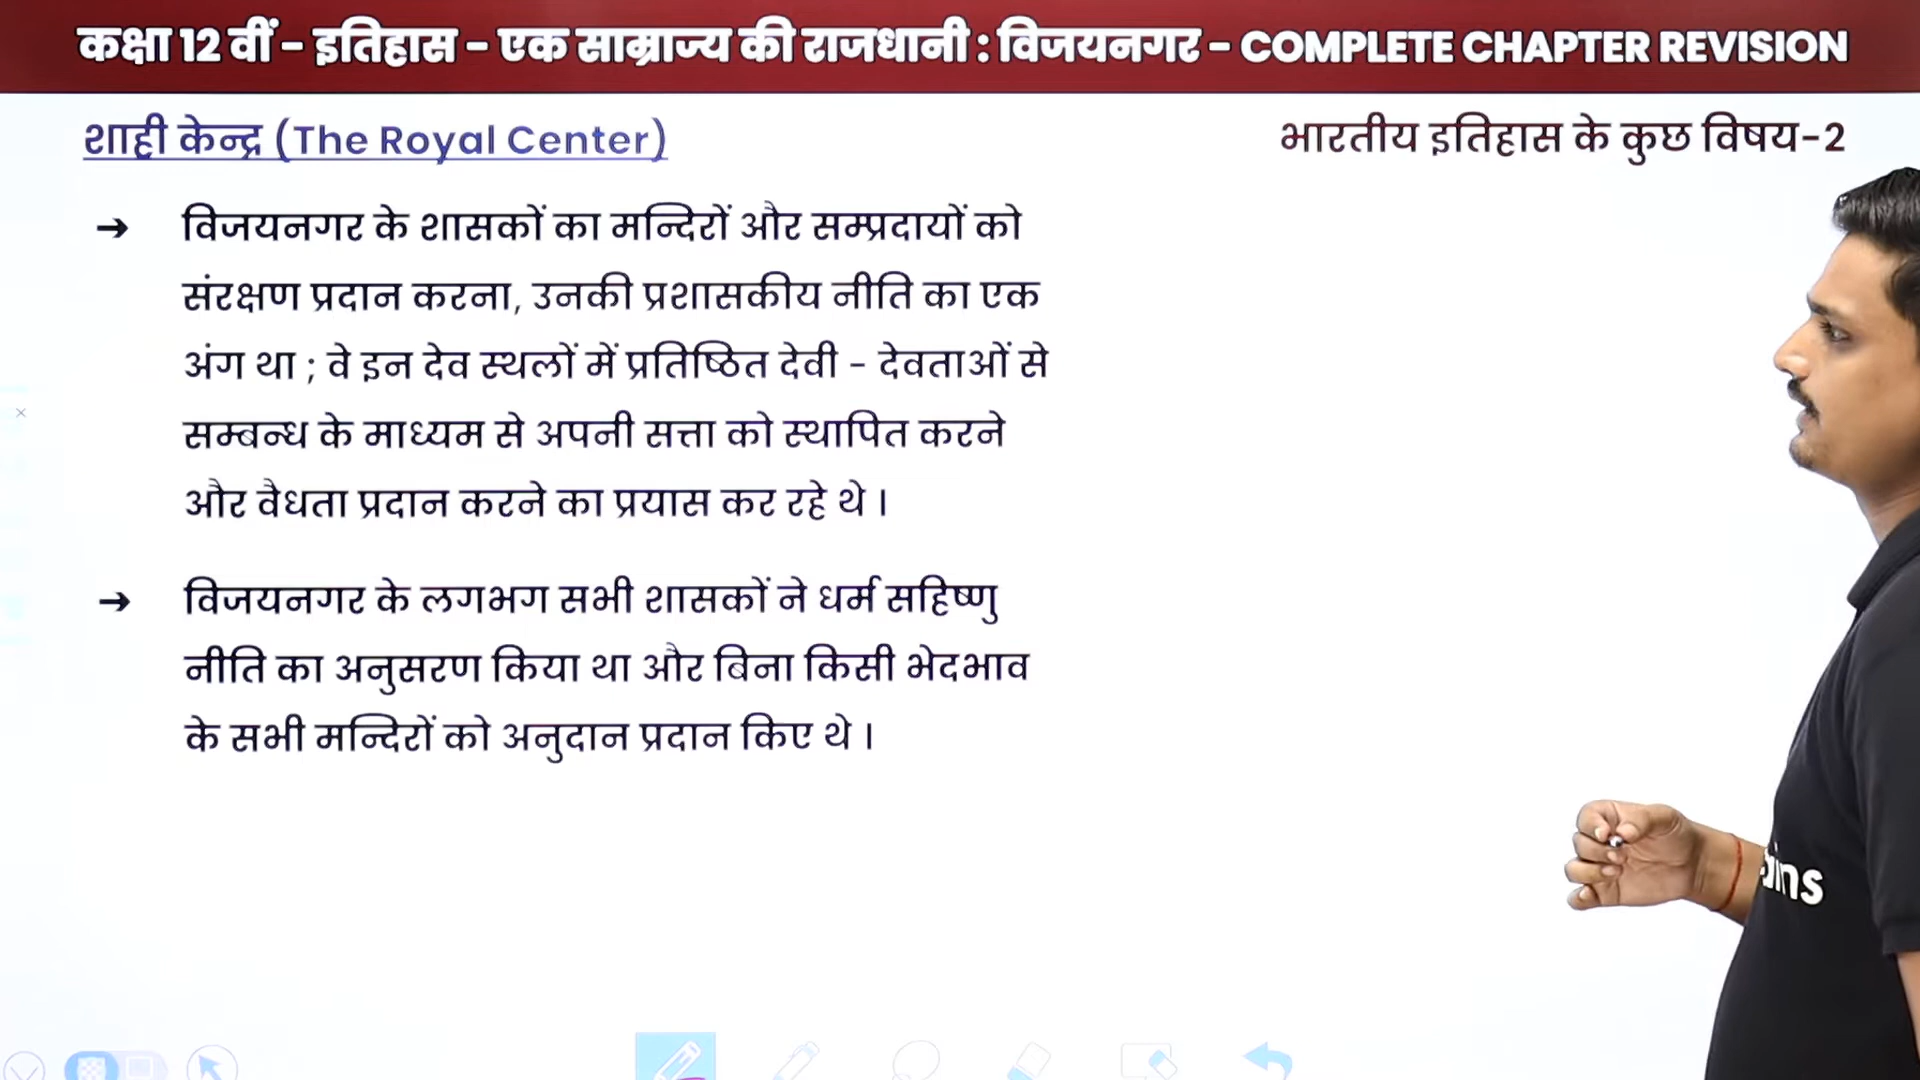 कक्षा 12 वीं - इतिहास - एक साम्राज्य की राजधानी : विजयनगर - COMPLETE CHAPTER REVISION
शाही केन्द्र (The Royal Center)
भारतीय इतिहास के कुछ विषय-2
→ विजयनगर के शासकों का मन्दिरों और सम्प्रदायों को
संरक्षण प्रदान करना, उनकी प्रशासकीय नीति का एक
अंग था ; वे इन देव स्थलों में प्रतिष्ठित देवी - देवताओं से
सम्बन्ध के माध्यम से अपनी सत्ता को स्थापित करने
और वैधता प्रदान करने का प्रयास कर रहे थे ।
→ विजयनगर के लगभग सभी शासकों ने धर्म सहिष्णु
नीति का अनुसरण किया था और बिना किसी भेदभाव
के सभी मन्दिरों को अनुदान प्रदान किए थे ।